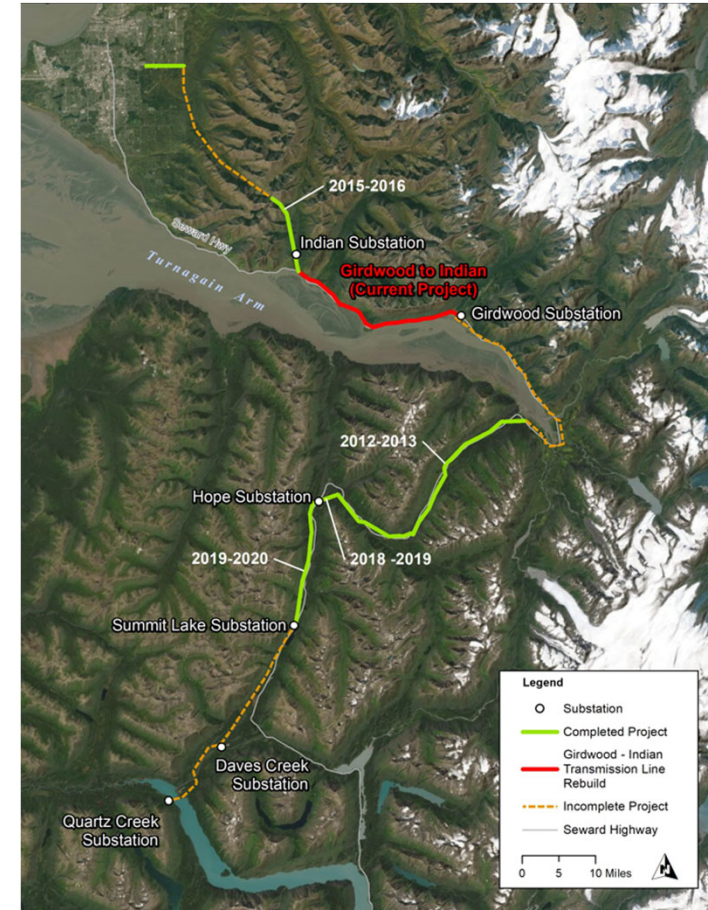 2015-2016
Indian Substation
Seward Hwy
Girdwood to Indian
(Current Project)
Turnagain Arm
Girdwood Substation
2012-2013
Hope Substation
2019-2020
2018 -2019
Summit Lake Substation
Daves Creek
Substation
Quartz Creek
Substation
Legend
Substation
Completed Project
Girdwood - Indian
Transmission Line
Rebuild
Incomplete Project
Seward Highway
0 5 10 Miles
N